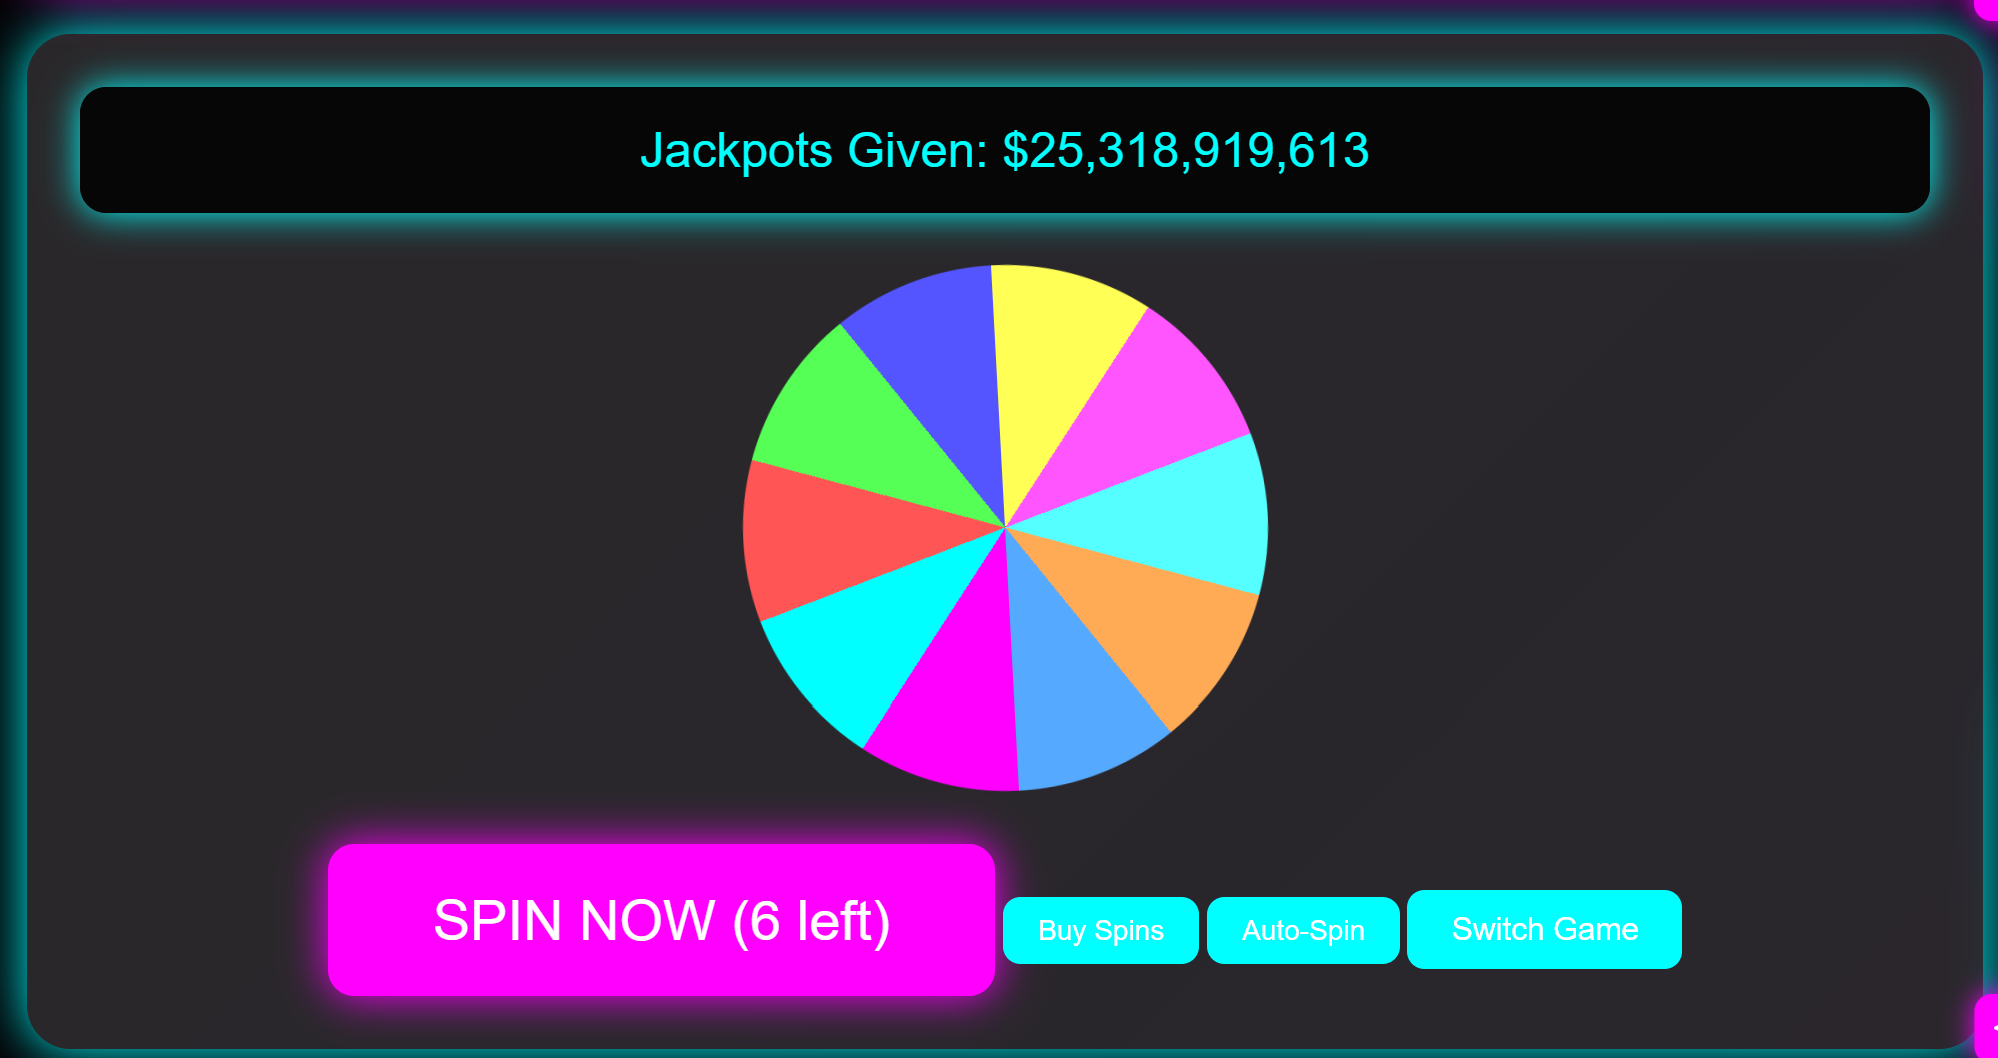 Jackpots Given: $25,318,919,613
SPIN NOW (6 left)
Buy Spins
Auto-Spin
Switch Game